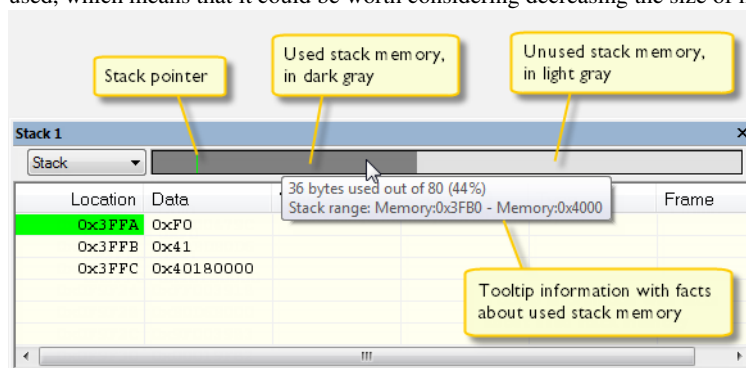 used, which means that it could be worth considering decreasing the size of
Used stack memory,
in dark gray
Unused stack memory,
in light gray
Stack pointer
Stack 1
Stack
Location Data Frame
0x3FFA 0xF0
0x3FFB 0x41
0x3FFC 0x40180000
36 bytes used out of 80 (44%)
Stack range: Memory:0x3FB0 - Memory:0x4000
Tooltip information with facts
about used stack memory